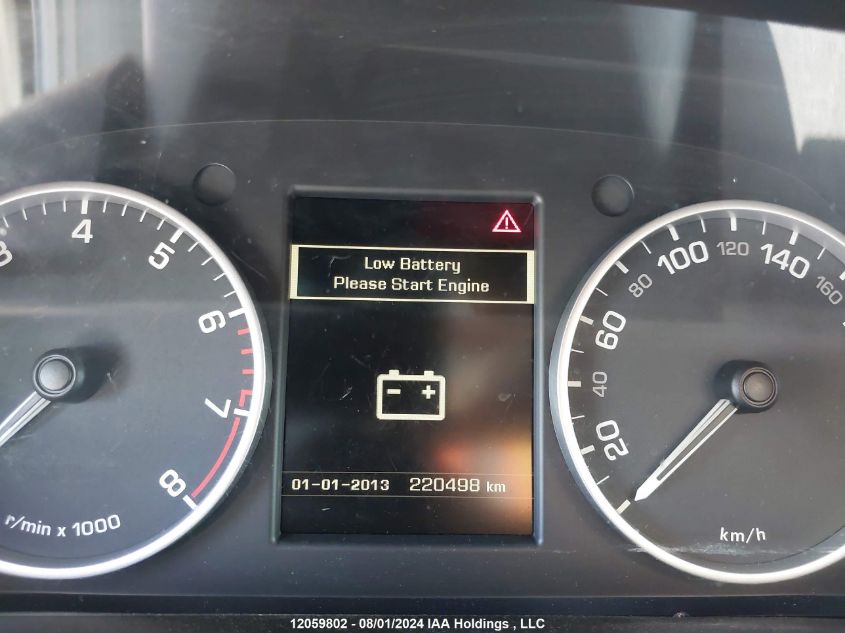 Low Battery
Please Start Engine
- +
01-01-2013 220498 km
3 4 5 6 7 8
r/min x 1000
20 40 60 80 100 120 140 160
km/h
12059802 - 08/01/2024 IAA Holdings , LLC